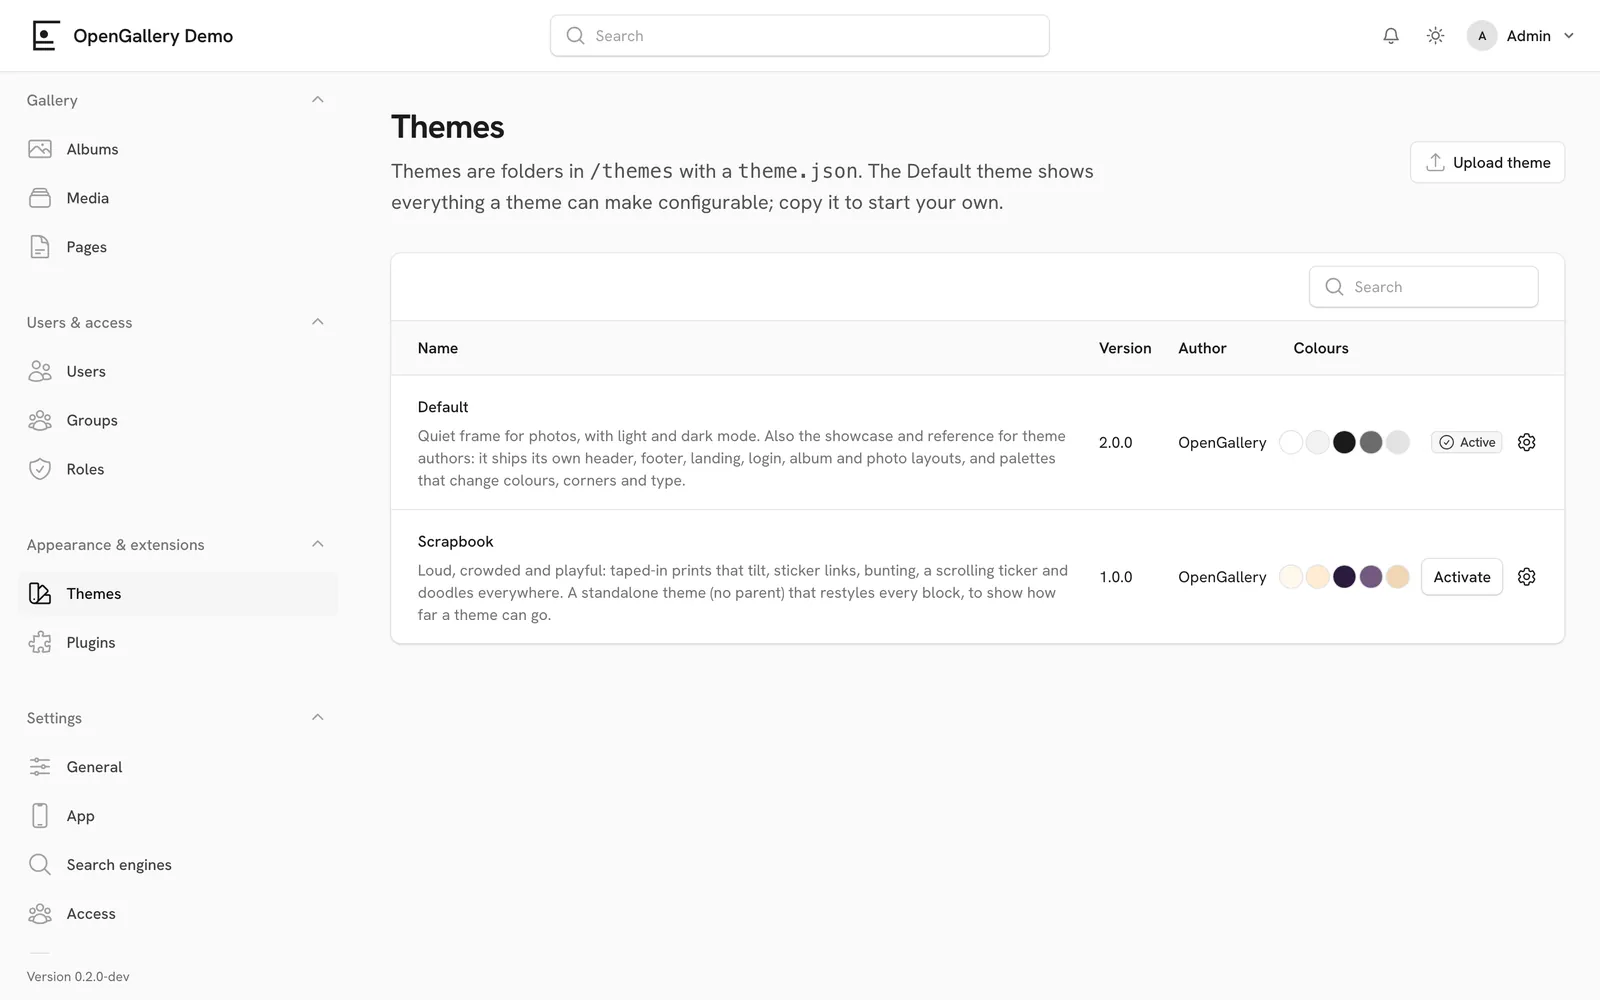 OpenGallery Demo
Search
A
Admin
Gallery
Albums
Media
Pages
Users & access
Users
Groups
Roles
Appearance & extensions
Themes
Plugins
Settings
General
App
Search engines
Access
Version 0.2.0-dev
Themes
Themes are folders in /themes with a theme.json. The Default theme shows
everything a theme can make configurable; copy it to start your own.
Upload theme
Search
Name
Version
Author
Colours
Default
Quiet frame for photos, with light and dark mode. Also the showcase and reference for theme
authors: it ships its own header, footer, landing, login, album and photo layouts, and palettes
that change colours, corners and type.
2.0.0
OpenGallery
Active
Scrapbook
Loud, crowded and playful: taped-in prints that tilt, sticker links, bunting, a scrolling ticker and
doodles everywhere. A standalone theme (no parent) that restyles every block, to show how
far a theme can go.
1.0.0
OpenGallery
Activate